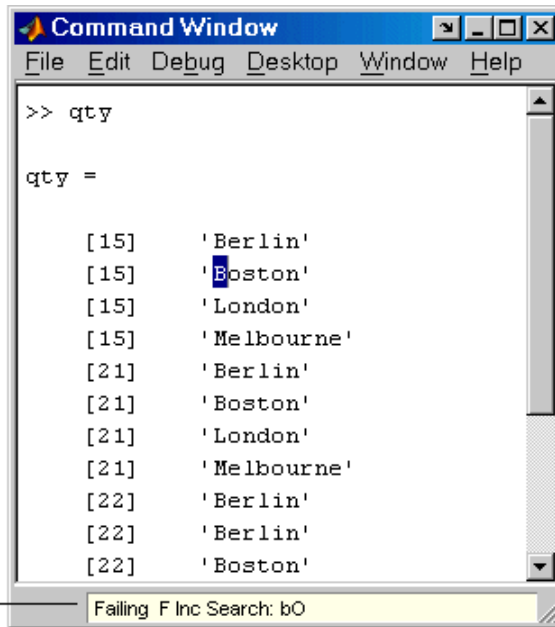 Command Window
File Edit Debug Desktop Window Help
>> qty
qty =
[15] 'Berlin'
[15] 'Boston'
[15] 'London'
[15] 'Melbourne'
[21] 'Berlin'
[21] 'Boston'
[21] 'London'
[21] 'Melbourne'
[22] 'Berlin'
[22] 'Berlin'
[22] 'Boston'
Failing F Inc Search: bO